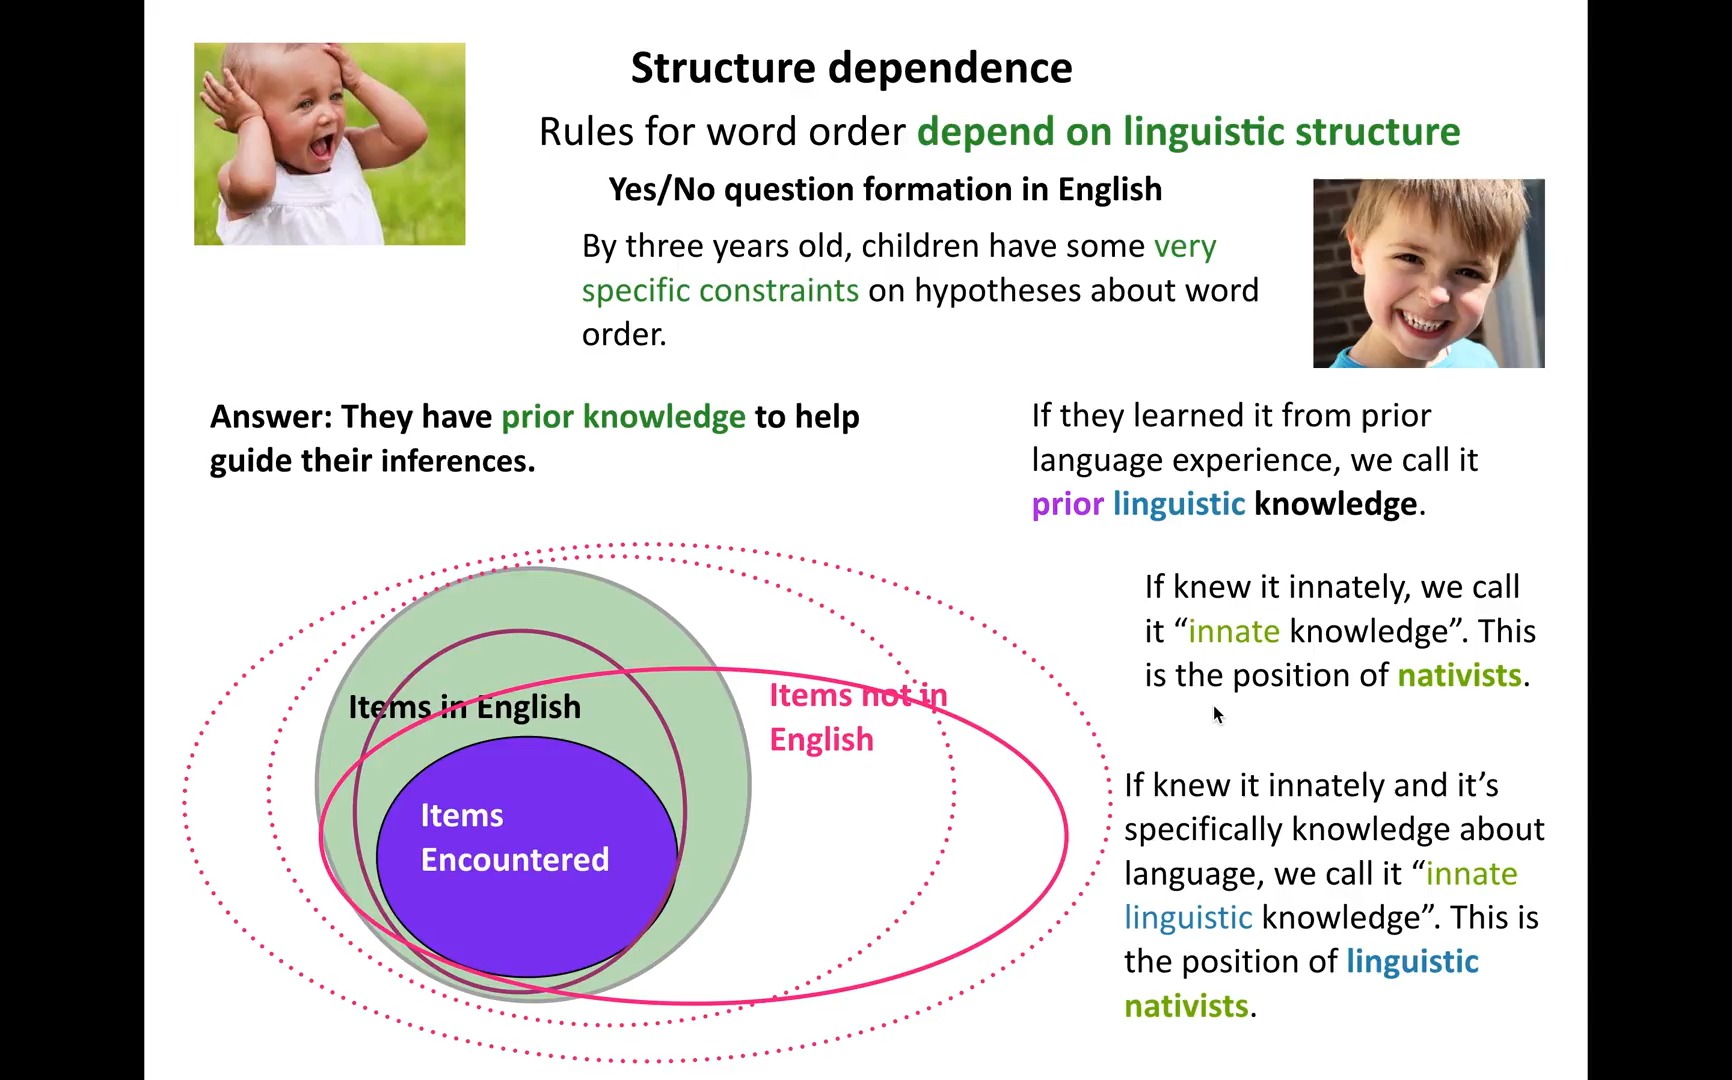 Structure dependence
Rules for word order depend on linguistic structure
Yes/No question formation in English
By three years old, children have some very
specific constraints on hypotheses about word
order.
Answer: They have prior knowledge to help
guide their inferences.
If they learned it from prior
language experience, we call it
prior linguistic knowledge.
If knew it innately, we call
it “innate knowledge”. This
is the position of nativists.
Items in English
Items not in
English
Items
Encountered
If knew it innately and it’s
specifically knowledge about
language, we call it “innate
linguistic knowledge”. This is
the position of linguistic
nativists.